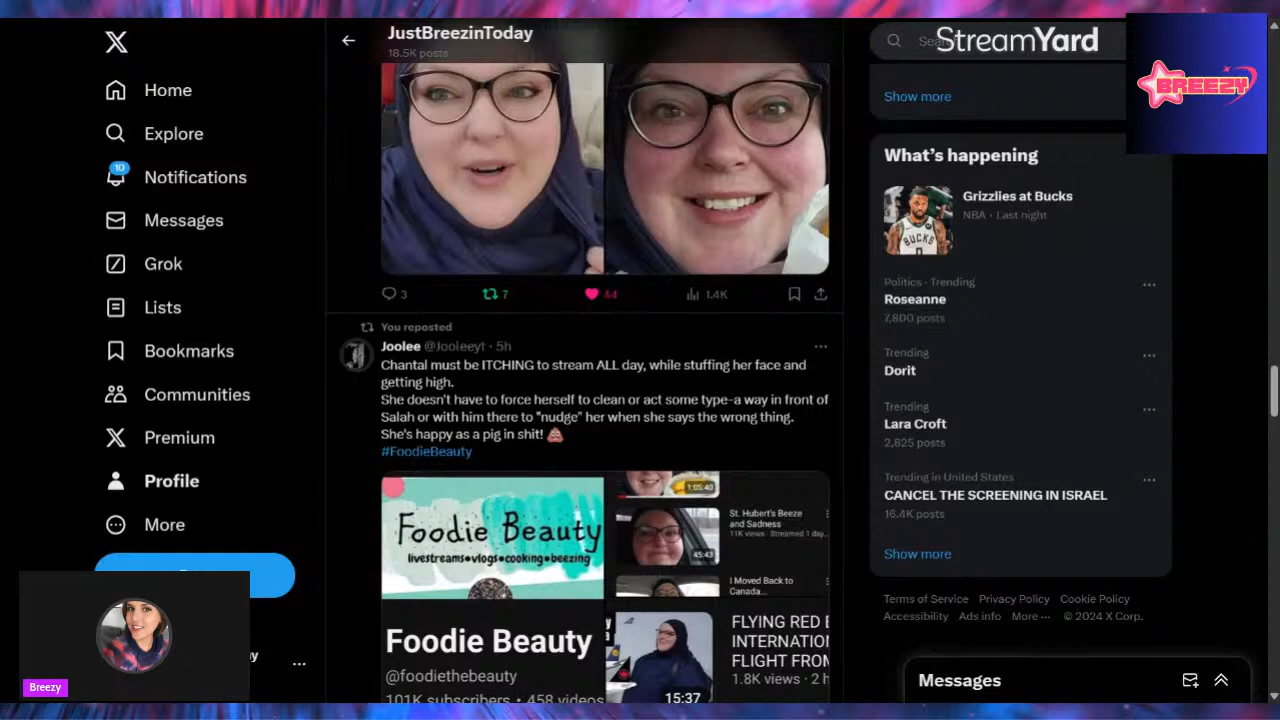 JustBreezinToday
18.5K posts
StreamYard
BREEZY
Home
Explore
10
Notifications
Messages
Grok
Lists
Bookmarks
Communities
Premium
Profile
More
Breezy
3
7
44
1.4K
You reposted
Joolee @Jooleeyt · 5h
Chantal must be ITCHING to stream ALL day, while stuffing her face and
getting high.
She doesn't have to force herself to clean or act some type-a way in front of
Salah or with him there to "nudge" her when she says the wrong thing.
She's happy as a pig in shit! 💩
#FoodieBeauty
Foodie Beauty
livestreams•vlogs•cooking•beezing
Foodie Beauty
@foodiethebeauty
101K subscribers • 458 videos
1:05:40
St. Hubert's Beeze
and Sadness
11K views · Streamed 1 day...
45:43
I Moved Back to
Canada...
FLYING RED
INTERNATIO
FLIGHT FROM
1.8K views · 2 h
15:37
Show more
What's happening
Grizzlies at Bucks
NBA · Last night
BUCKS
Politics · Trending
Roseanne
7,800 posts
Trending
Dorit
Trending
Lara Croft
2,825 posts
Trending in United States
CANCEL THE SCREENING IN ISRAEL
16.4K posts
Show more
Terms of Service Privacy Policy Cookie Policy
Accessibility Ads info More ··· © 2024 X Corp.
Messages